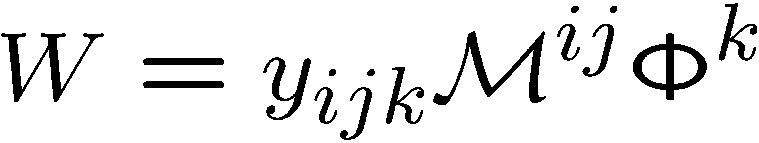 $W = y_{ijk} \mathcal{M}^{ij} \Phi^k$